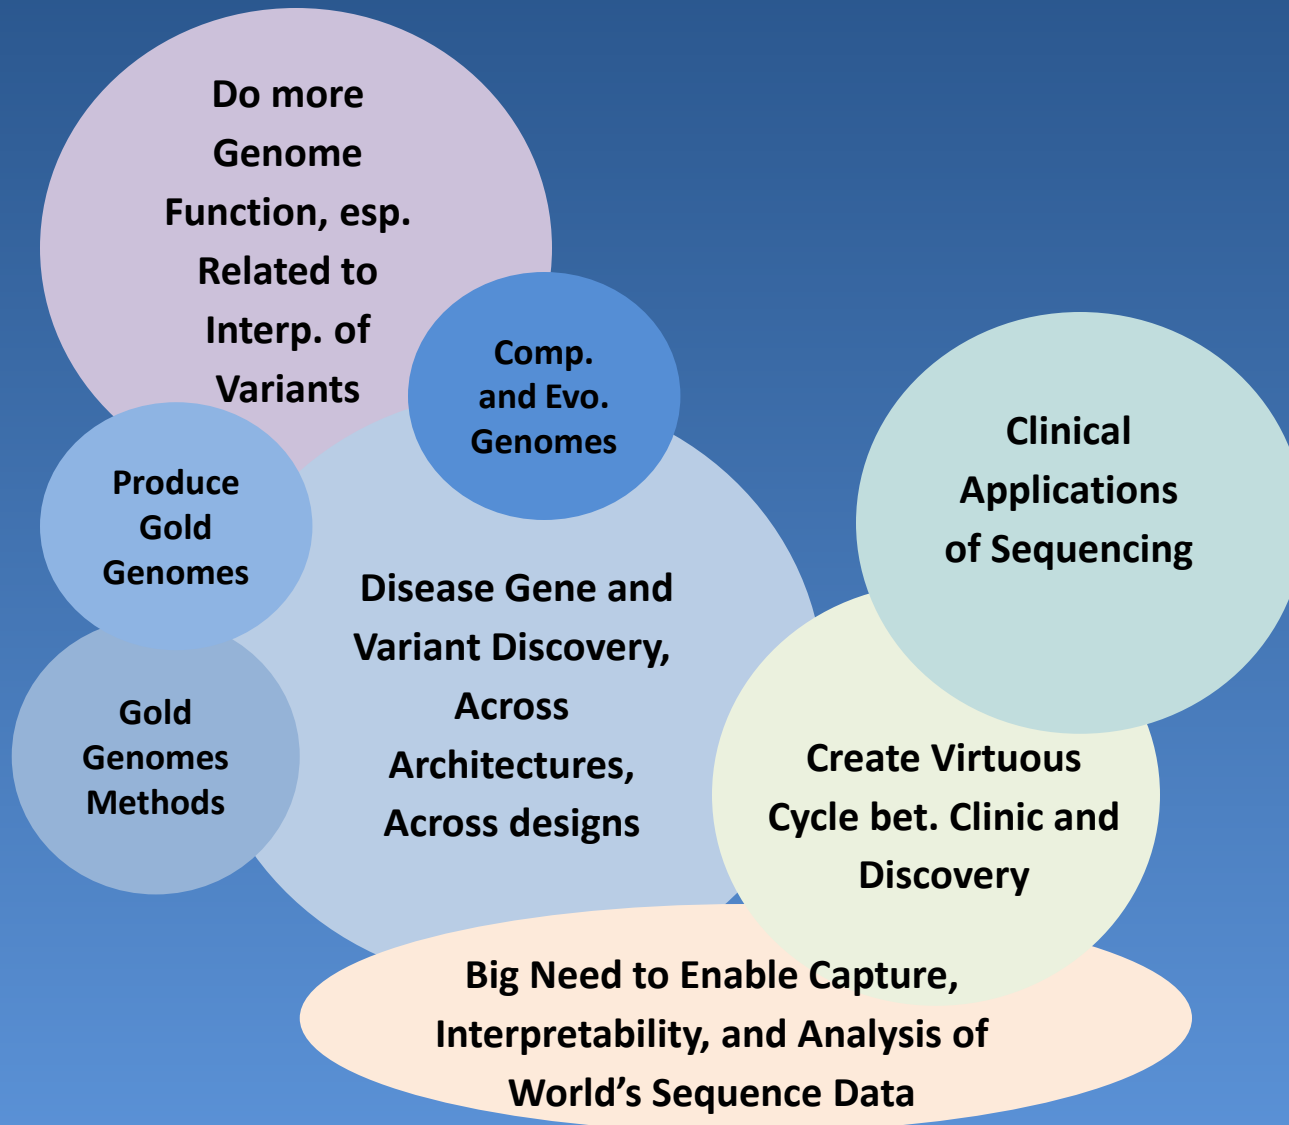 Do more
Genome
Function, esp.
Related to
Interp. of
Variants
Comp.
and Evo.
Genomes
Produce
Gold
Genomes
Gold
Genomes
Methods
Disease Gene and
Variant Discovery,
Across
Architectures,
Across designs
Clinical
Applications
of Sequencing
Create Virtuous
Cycle bet. Clinic and
Discovery
Big Need to Enable Capture,
Interpretability, and Analysis of
World’s Sequence Data